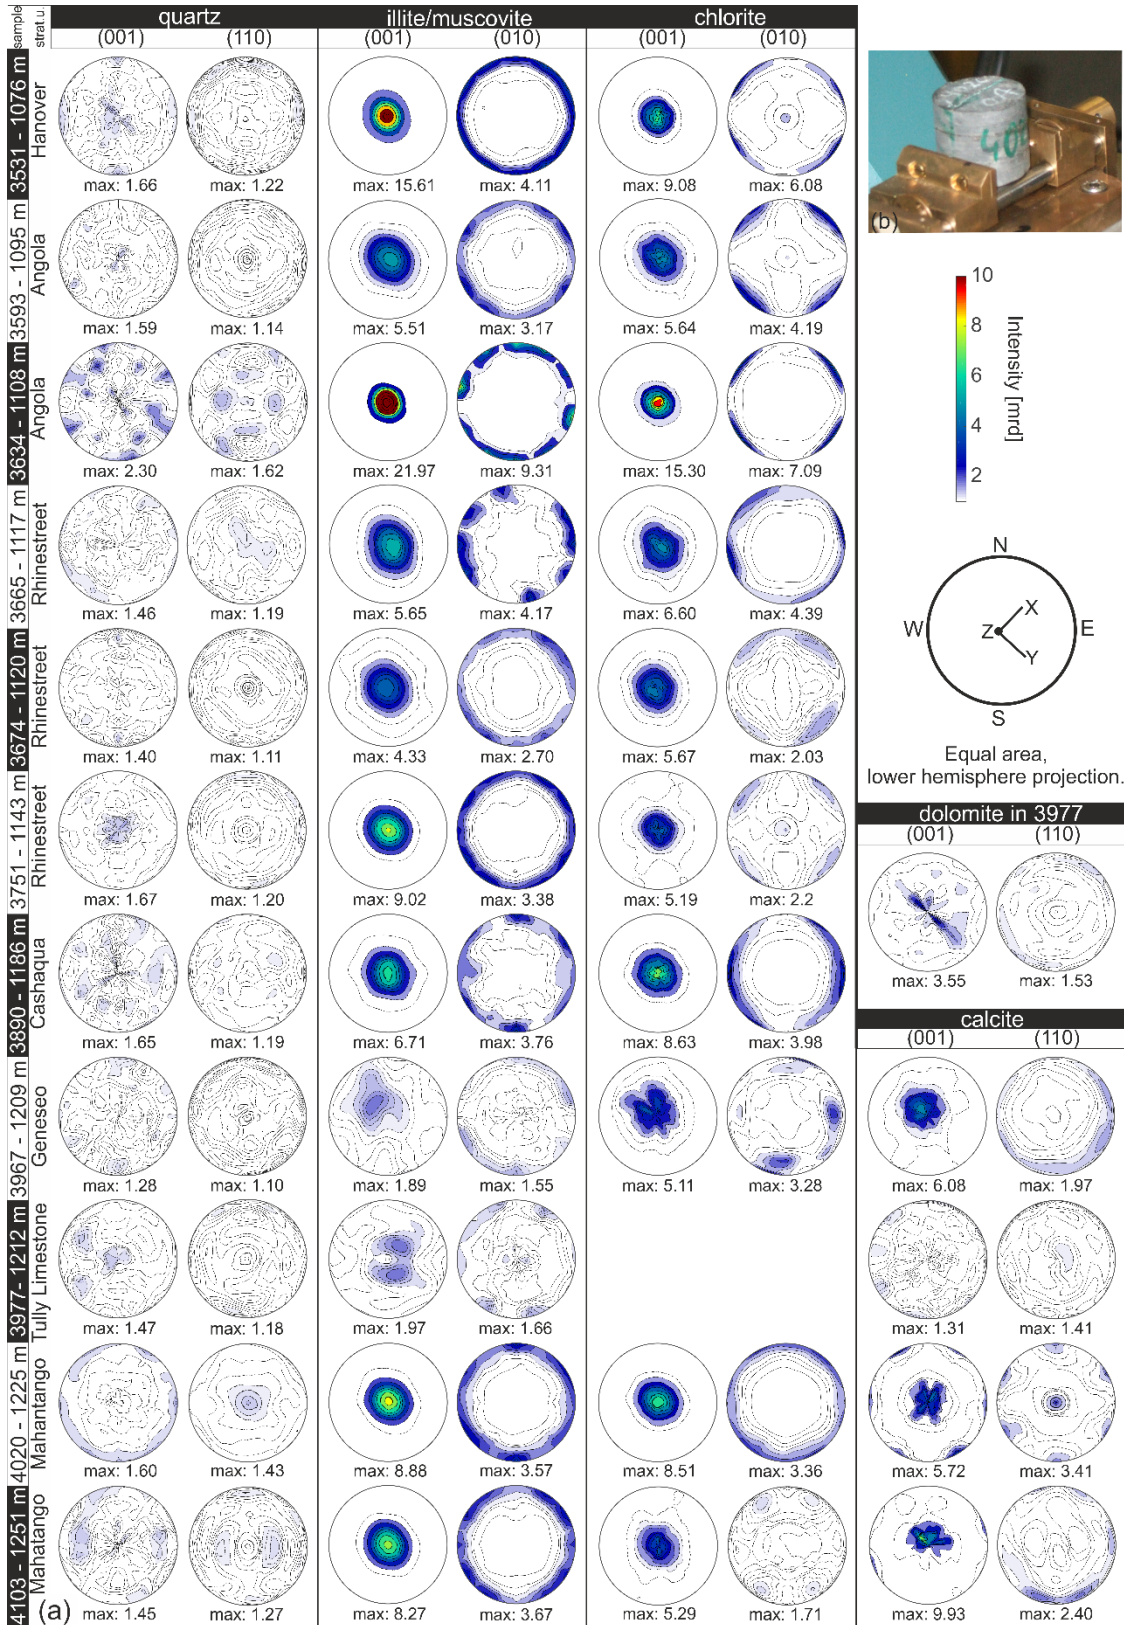 sample
strat.u.
quartz
illite/muscovite
chlorite
(001) (110) (001) (010) (001) (010)
3531 - 1076 m
Hanover
max: 1.66 max: 1.22 max: 15.61 max: 4.11 max: 9.08 max: 6.08
3593 - 1095 m
Angola
max: 1.59 max: 1.14 max: 5.51 max: 3.17 max: 5.64 max: 4.19
3634 - 1108 m
Angola
max: 2.30 max: 1.62 max: 21.97 max: 9.31 max: 15.30 max: 7.09
3665 - 1117 m
Rhinestreet
max: 1.46 max: 1.19 max: 5.65 max: 4.17 max: 6.60 max: 4.39
3674 - 1120 m
Rhinestreet
max: 1.40 max: 1.11 max: 4.33 max: 2.70 max: 5.67 max: 2.03
3751 - 1143 m
Rhinestreet
max: 1.67 max: 1.20 max: 9.02 max: 3.38 max: 5.19 max: 2.2
3890 - 1186 m
Cashaqua
max: 1.65 max: 1.19 max: 6.71 max: 3.76 max: 8.63 max: 3.98
3967 - 1209 m
Geneseo
max: 1.28 max: 1.10 max: 1.89 max: 1.55 max: 5.11 max: 3.28
3977 - 1212 m
Tully Limestone
max: 1.47 max: 1.18 max: 1.97 max: 1.66
4020 - 1225 m
Mahantango
max: 1.60 max: 1.43 max: 8.88 max: 3.57 max: 8.51 max: 3.36
4103 - 1251 m
Mahatango
max: 1.45 max: 1.27 max: 8.27 max: 3.67 max: 5.29 max: 1.71
(a)
(b)
10
8
6
4
2
Intensity [mrd]
N
X
W Z E
Y
S
Equal area,
lower hemisphere projection.
dolomite in 3977
(001) (110)
max: 3.55 max: 1.53
calcite
(001) (110)
max: 6.08 max: 1.97
max: 1.31 max: 1.41
max: 5.72 max: 3.41
max: 9.93 max: 2.40